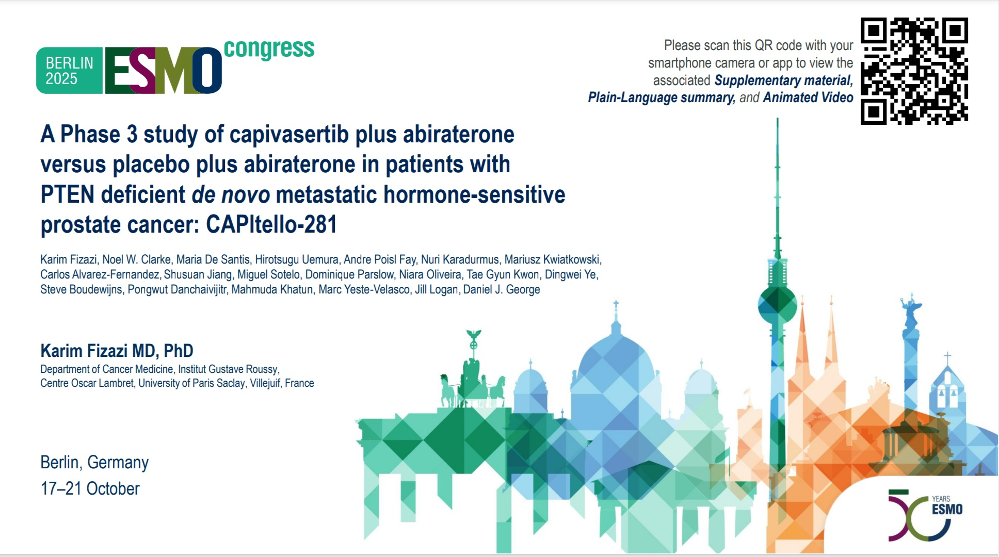 BERLIN
2025
ESMO congress
Please scan this QR code with your
smartphone camera or app to view the
associated Supplementary material,
Plain-Language summary, and Animated Video
A Phase 3 study of capivasertib plus abiraterone
versus placebo plus abiraterone in patients with
PTEN deficient de novo metastatic hormone-sensitive
prostate cancer: CAPItello-281
Karim Fizazi, Noel W. Clarke, Maria De Santis, Hirotsugu Uemura, Andre Poisl Fay, Nuri Karadurmus, Mariusz Kwiatkowski,
Carlos Alvarez-Fernandez, Shusuan Jiang, Miguel Sotelo, Dominique Parslow, Niara Oliveira, Tae Gyun Kwon, Dingwei Ye,
Steve Boudewijns, Pongwut Danchaivijitr, Mahmuda Khatun, Marc Yeste-Velasco, Jill Logan, Daniel J. George
Karim Fizazi MD, PhD
Department of Cancer Medicine, Institut Gustave Roussy,
Centre Oscar Lambret, University of Paris Saclay, Villejuif, France
Berlin, Germany
17–21 October
50 YEARS
ESMO